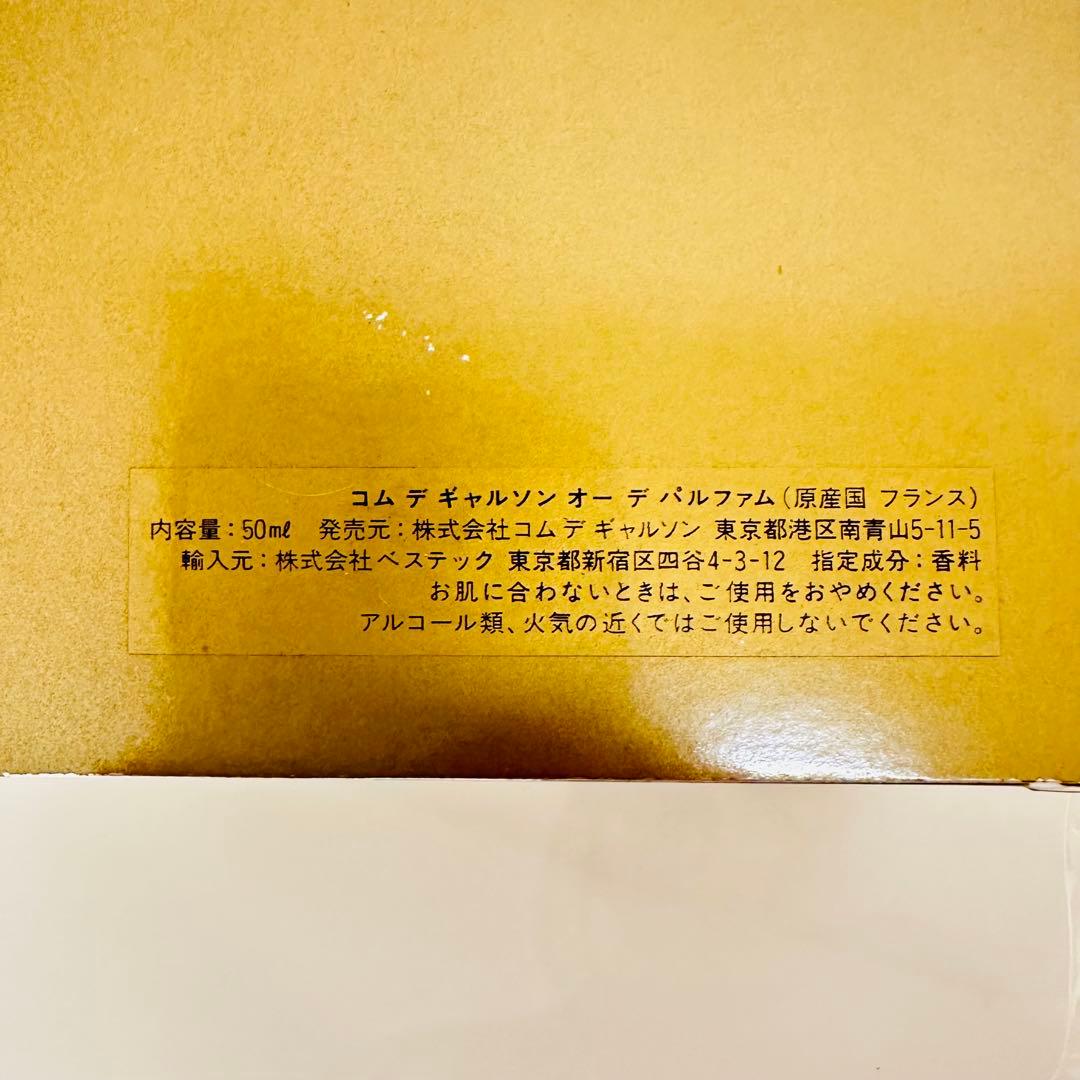 コム デ ギャルソン オー デ パルファム(原産国 フランス)
内容量:50ml 発売元:株式会社コム デ ギャルソン 東京都港区南青山5-11-5
輸入元:株式会社ベステック 東京都新宿区四谷4-3-12 指定成分:香料
お肌に合わないときは、ご使用をおやめください。
アルコール類、火気の近くではご使用しないでください。